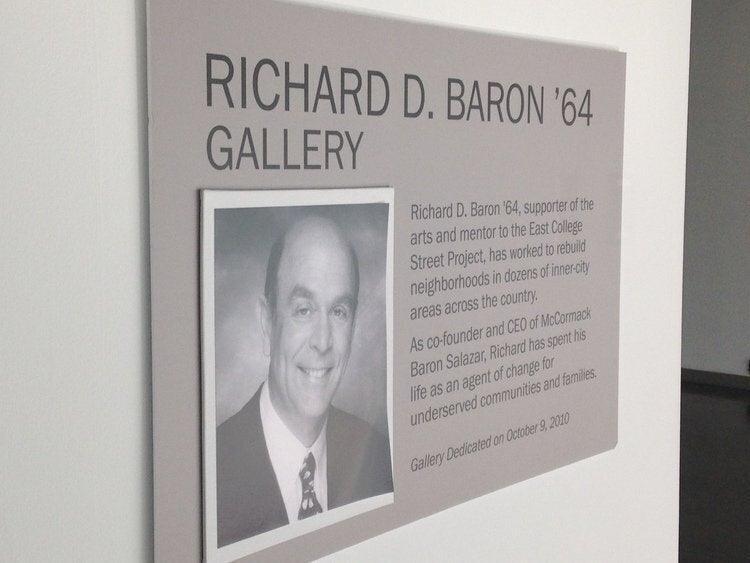 RICHARD D. BARON ’64
GALLERY
Richard D. Baron ’64, supporter of the
arts and mentor to the East College
Street Project, has worked to rebuild
neighborhoods in dozens of inner-city
areas across the country.
As co-founder and CEO of McCormack
Baron Salazar, Richard has spent his
life as an agent of change for
underserved communities and families.
Gallery Dedicated on October 9, 2010